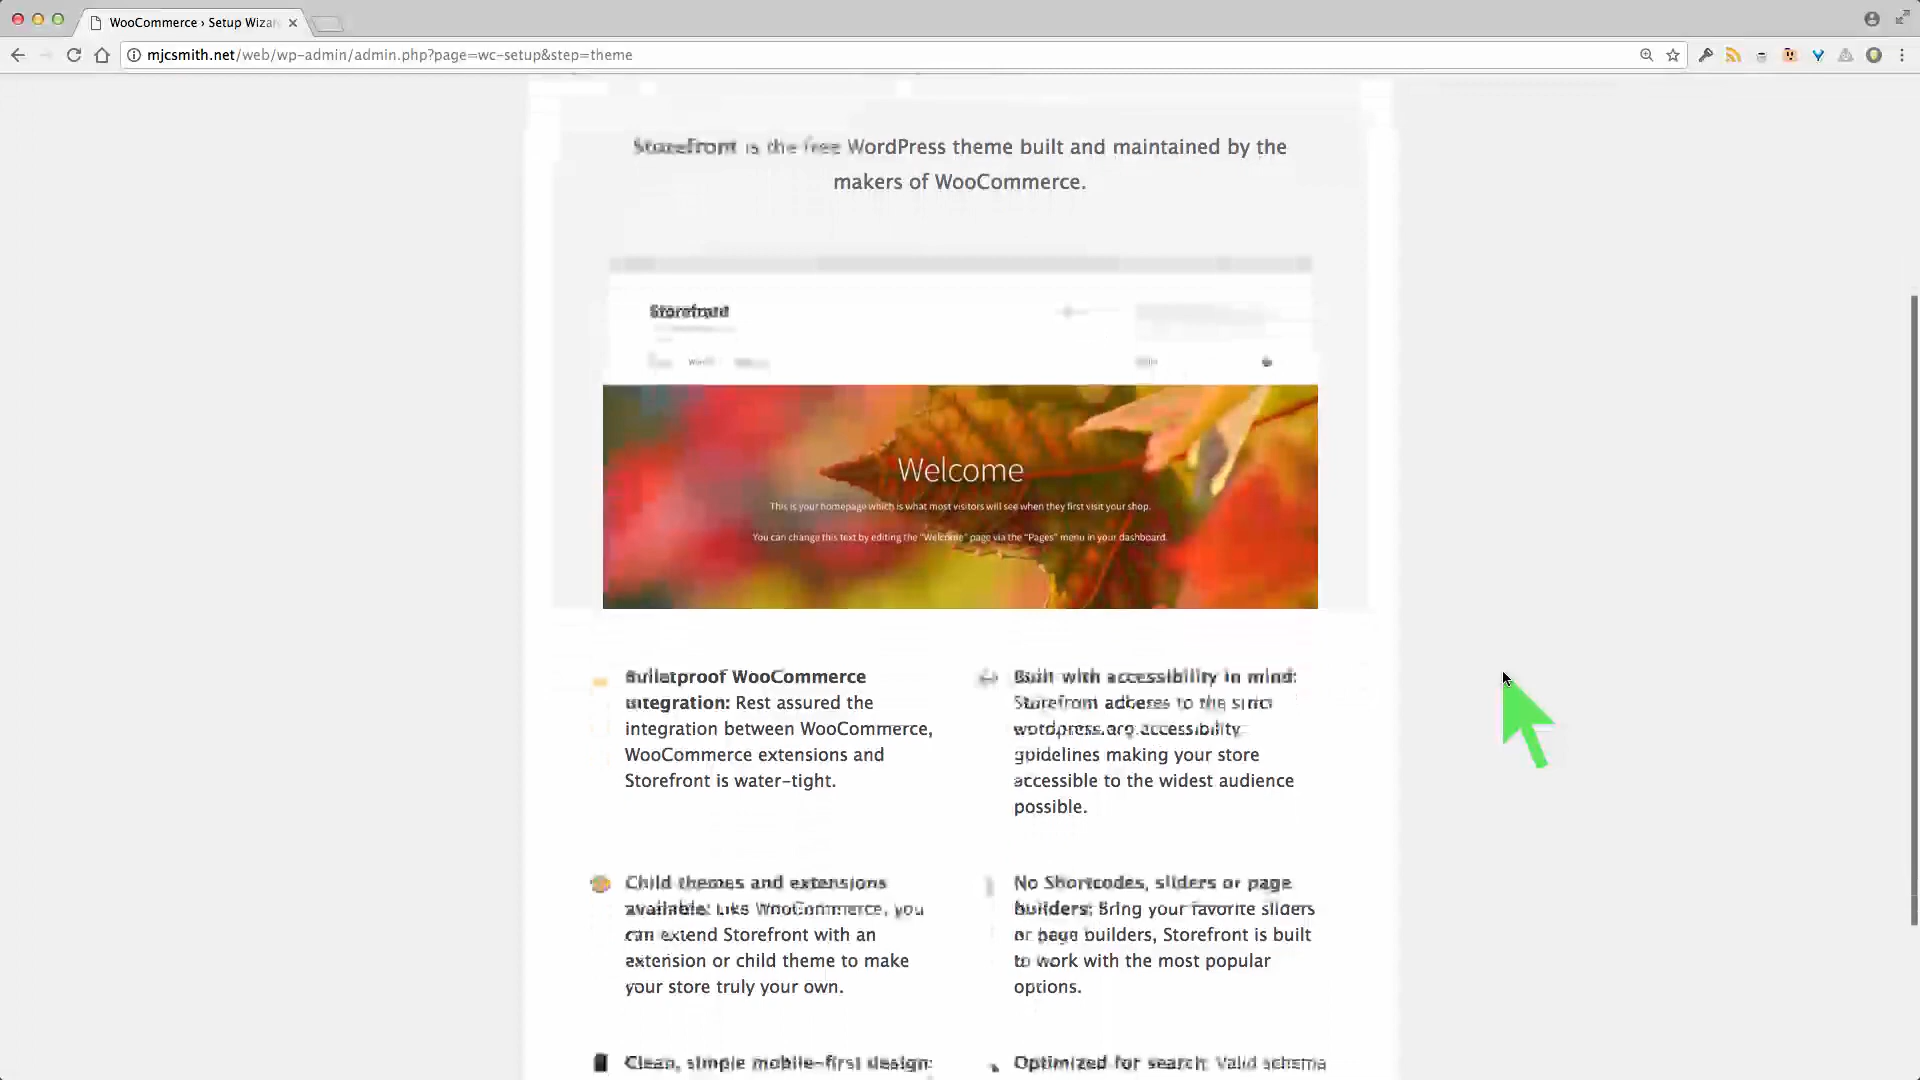 WooCommerce › Setup Wizar
mjcsmith.net/web/wp-admin/admin.php?page=wc-setup&step=theme
Storefront is the free WordPress theme built and maintained by the
makers of WooCommerce.
Storefront
Welcome
This is your homepage which is what most visitors will see when they first visit your shop.
You can change this text by editing the "Welcome" page via the "Pages" menu in your dashboard.
Bulletproof WooCommerce
integration: Rest assured the
integration between WooCommerce,
WooCommerce extensions and
Storefront is water-tight.
Built with accessibility in mind:
Storefront adheres to the strict
wordpress.org accessibility
guidelines making your store
accessible to the widest audience
possible.
Child themes and extensions
available: Like WooCommerce, you
can extend Storefront with an
extension or child theme to make
your store truly your own.
No Shortcodes, sliders or page
builders: Bring your favorite sliders
or page builders, Storefront is built
to work with the most popular
options.
Clean, simple mobile-first design:
Optimized for search: Valid schema